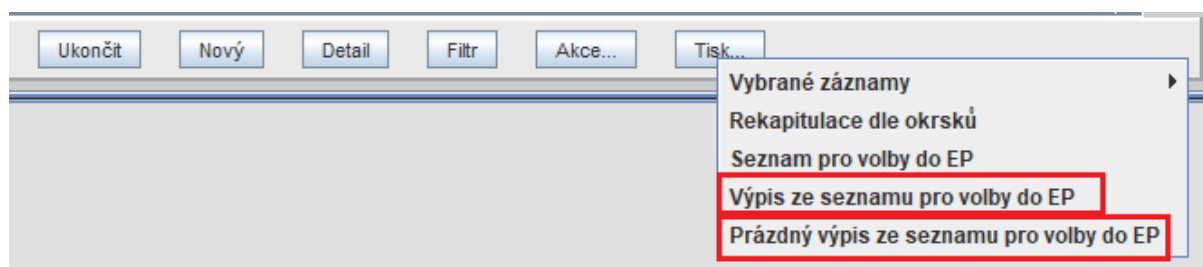 Ukončit Nový Detail Filtr Akce... Tisk...
Vybrané záznamy
Rekapitulace dle okrsků
Seznam pro volby do EP
Výpis ze seznamu pro volby do EP
Prázdný výpis ze seznamu pro volby do EP